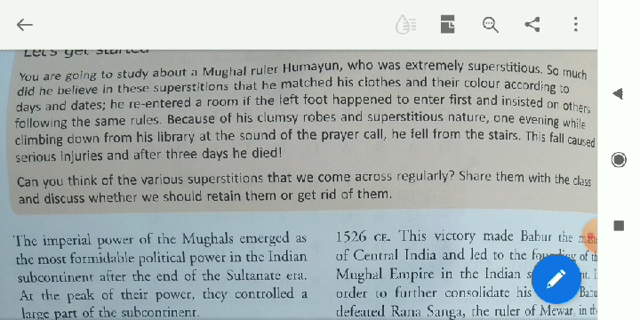 Let's get started
You are going to study about a Mughal ruler Humayun, who was extremely superstitious. So much
did he believe in these superstitions that he matched his clothes and their colour according to
days and dates; he re-entered a room if the left foot happened to enter first and insisted on others
following the same rules. Because of his clumsy robes and superstitious nature, one evening while
climbing down from his library at the sound of the prayer call, he fell from the stairs. This fall caused
serious injuries and after three days he died!
Can you think of the various superstitions that we come across regularly? Share them with the class
and discuss whether we should retain them or get rid of them.
The imperial power of the Mughals emerged as
the most formidable political power in the Indian
subcontinent after the end of the Sultanate era.
At the peak of their power, they controlled a
large part of the subcontinent.
1526 CE. This victory made Babur the
of Central India and led to the founding of th
Mughal Empire in the Indian
order to further consolidate his
defeated Rana Sanga, the ruler of Mewar, in th